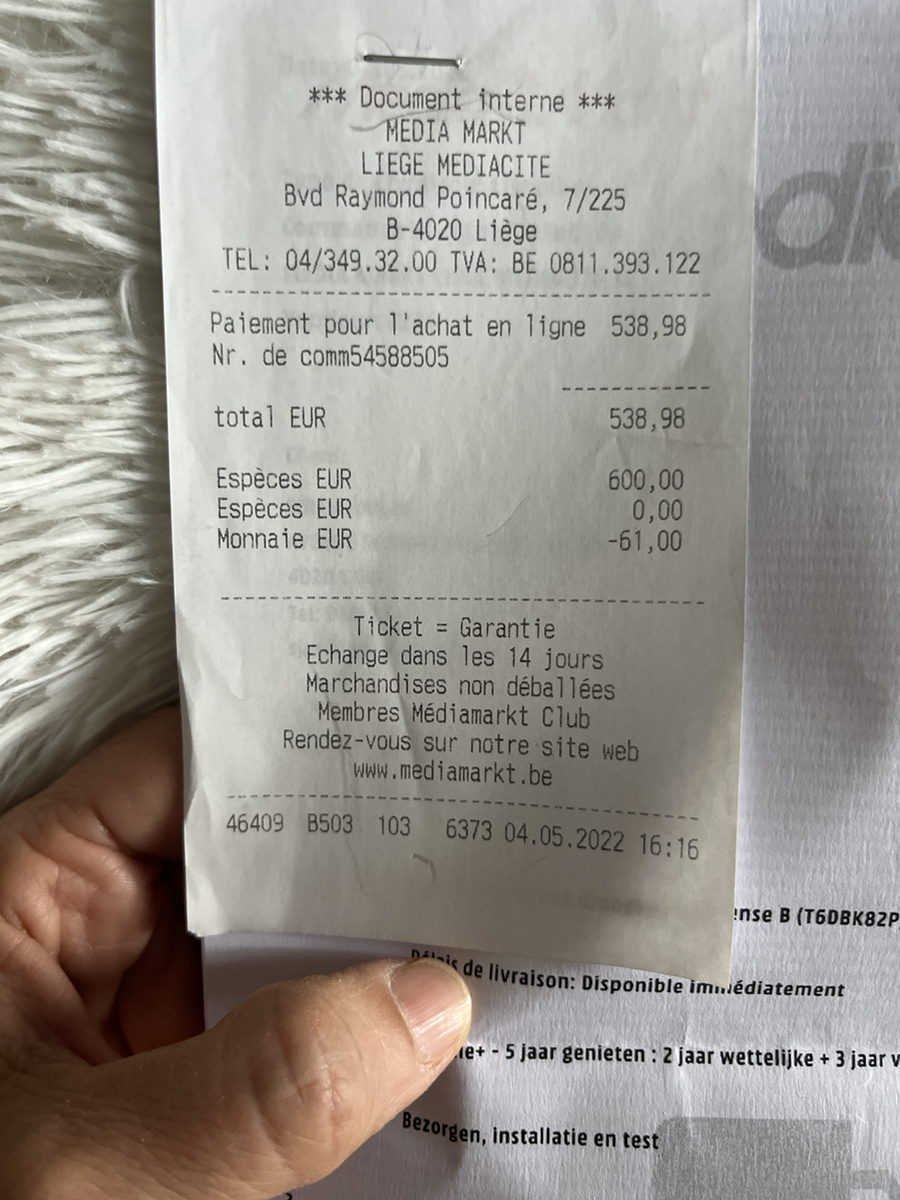 *** Document interne ***
MEDIA MARKT
LIEGE MEDIACITE
Bvd Raymond Poincaré, 7/225
B-4020 Liège
TEL: 04/349.32.00 TVA: BE 0811.393.122
Paiement pour l'achat en ligne 538,98
Nr. de comm54588505
total EUR 538,98
Espèces EUR 600,00
Espèces EUR 0,00
Monnaie EUR -61,00
Ticket = Garantie
Echange dans les 14 jours
Marchandises non déballées
Membres Médiamarkt Club
Rendez-vous sur notre site web
www.mediamarkt.be
46409 B503 103 6373 04.05.2022 16:16
ense B (T6DBK82P
Délais de livraison: Disponible immédiatement
ie+ - 5 jaar genieten : 2 jaar wettelijke + 3 jaar v
Bezorgen, installatie en test